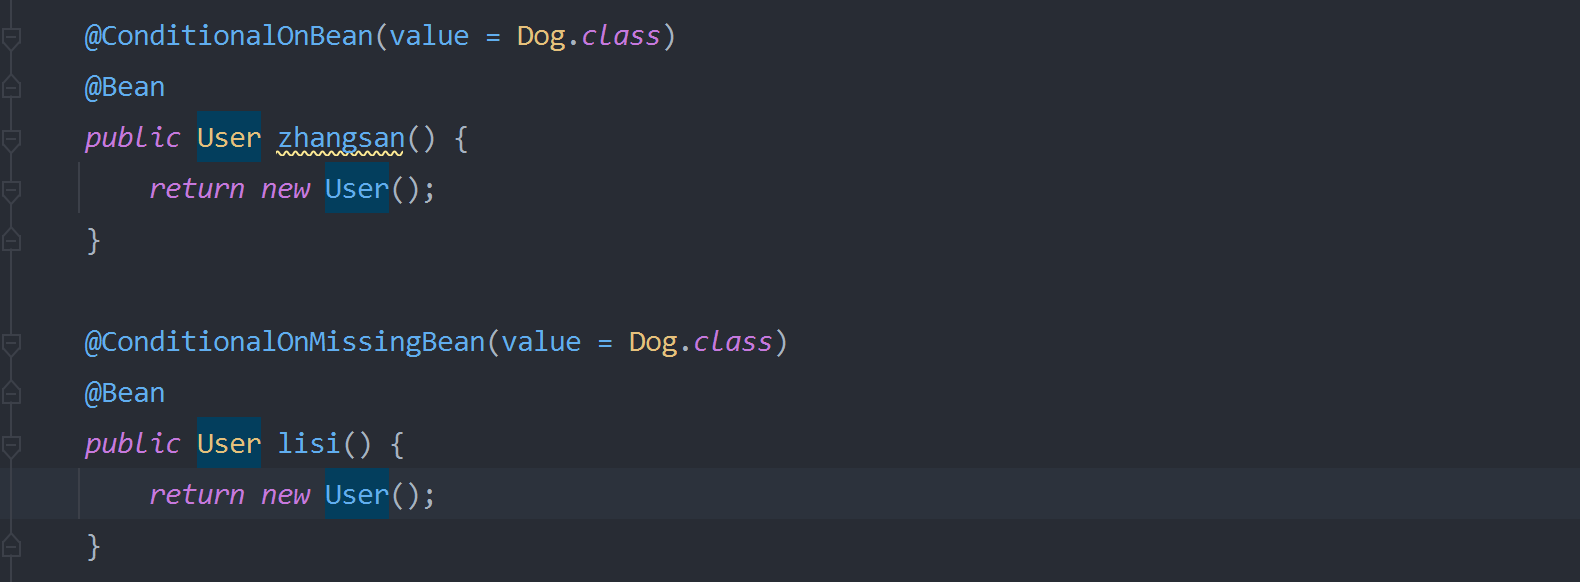 @ConditionalOnBean(value = Dog.class)
@Bean
public User zhangsan() {
    return new User();
}
@ConditionalOnMissingBean(value = Dog.class)
@Bean
public User lisi() {
    return new User();
}